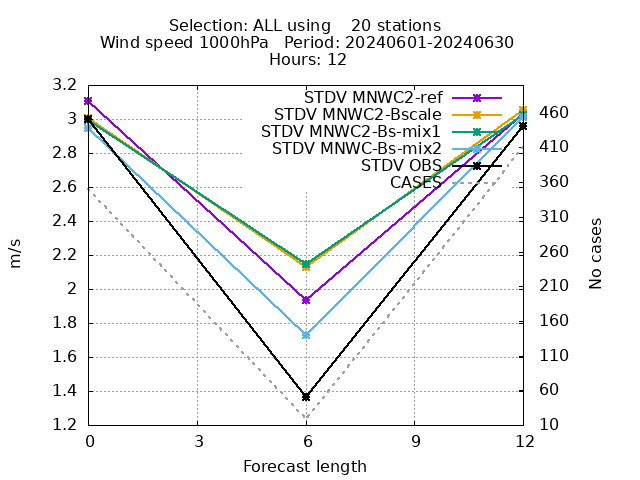 Selection: ALL using    20 stations
Wind speed 1000hPa   Period: 20240601-20240630
Hours: 12
STDV MNWC2-ref
STDV MNWC2-Bscale
STDV MNWC2-Bs-mix1
STDV MNWC-Bs-mix2
STDV OBS
CASES
3.2
3
2.8
2.6
2.4
2.2
2
1.8
1.6
1.4
1.2
m/s
460
410
360
310
260
210
160
110
60
10
No cases
0 3 6 9 12
Forecast length